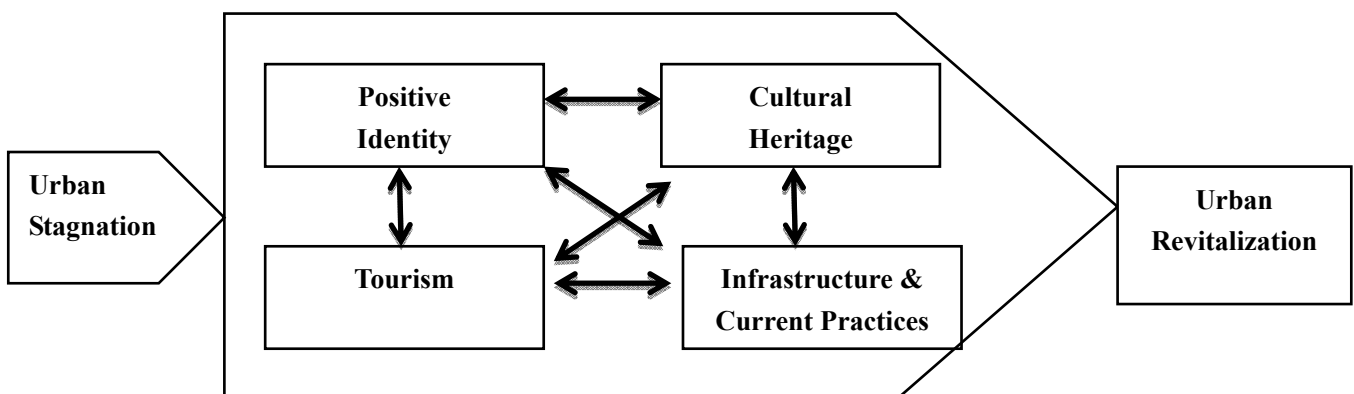 Positive
Identity
Cultural
Heritage
Urban
Stagnation
Urban
Revitalization
Tourism
Infrastructure &
Current Practices